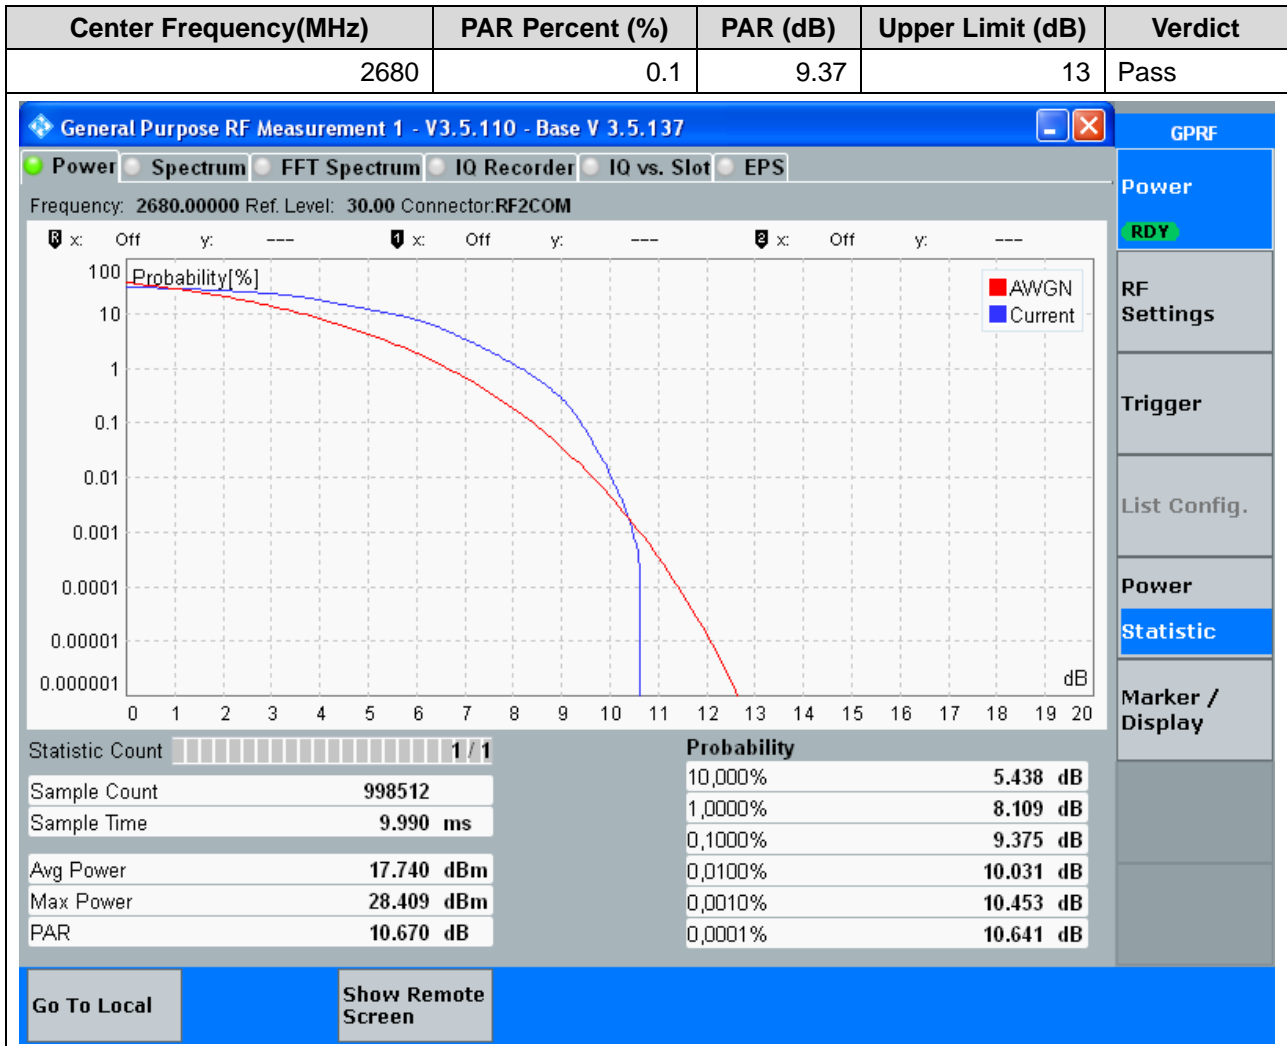 Center Frequency(MHz) PAR Percent (%) PAR (dB) Upper Limit (dB) Verdict
2680 0.1 9.37 13 Pass
General Purpose RF Measurement 1 - V3.5.110 - Base V 3.5.137
GPRF
Power Spectrum FFT Spectrum IQ Recorder IQ vs. Slot EPS
Power
RDY
Frequency: 2680.00000 Ref. Level: 30.00 Connector:RF2COM
R x: Off y: --- 1 x: Off y: --- 2 x: Off y: ---
Probability[%]
AWGN
Current
100
10
1
0.1
0.01
0.001
0.0001
0.00001
0.000001
dB
0 1 2 3 4 5 6 7 8 9 10 11 12 13 14 15 16 17 18 19 20
RF
Settings
Trigger
List Config.
Power
Statistic
Marker /
Display
Statistic Count 1 / 1
Sample Count 998512
Sample Time 9.990 ms
Avg Power 17.740 dBm
Max Power 28.409 dBm
PAR 10.670 dB
Probability
10,000% 5.438 dB
1,0000% 8.109 dB
0,1000% 9.375 dB
0,0100% 10.031 dB
0,0010% 10.453 dB
0,0001% 10.641 dB
Go To Local
Show Remote
Screen